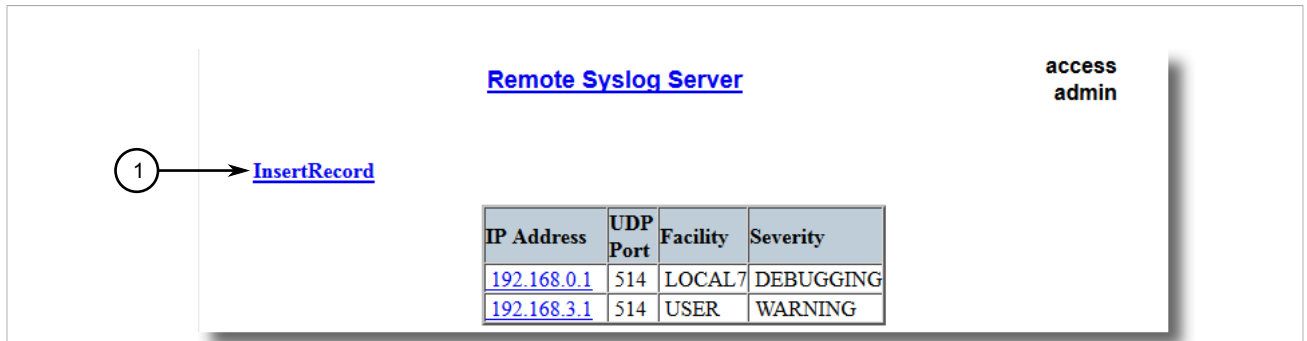 Remote Syslog Server
access
admin
1
InsertRecord
IP Address UDP Port Facility Severity
192.168.0.1 514 LOCAL7 DEBUGGING
192.168.3.1 514 USER WARNING